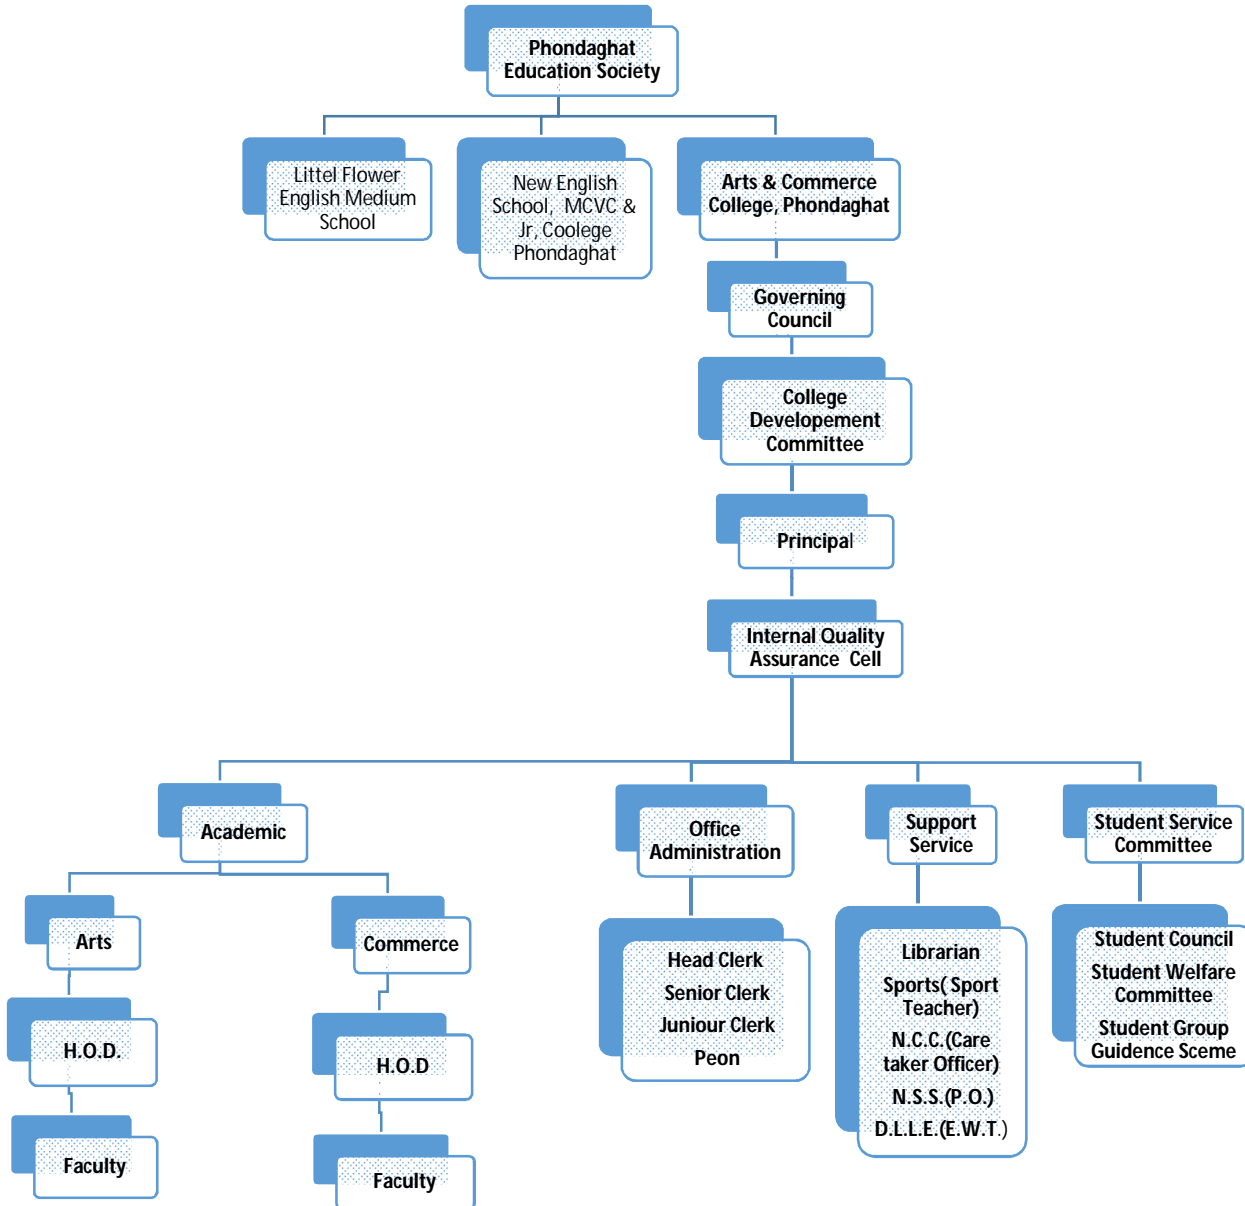 Phondaghat
Education Society
Littel Flower
English Medium
School
New English
School, MCVC &
Jr, Coolege
Phondaghat
Arts & Commerce
College, Phondaghat
Governing
Council
College
Developement
Committee
Principal
Internal Quality
Assurance Cell
Academic
Office
Administration
Support
Service
Student Service
Committee
Arts
Commerce
H.O.D.
H.O.D
Faculty
Faculty
Head Clerk
Senior Clerk
Juniour Clerk
Peon
Librarian
Sports( Sport
Teacher)
N.C.C.(Care
taker Officer)
N.S.S.(P.O.)
D.L.L.E.(E.W.T.)
Student Council
Student Welfare
Committee
Student Group
Guidence Sceme